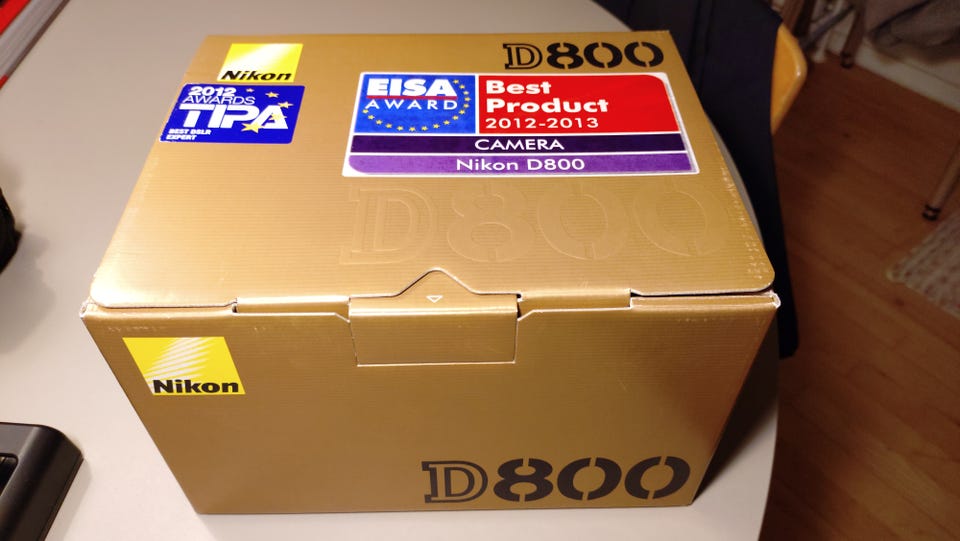 Nikon
D800
2012
AWARDS
TIPA
BEST DSLR
EXPERT
EISA
AWARD
Best
Product
2012-2013
CAMERA
Nikon D800
D800
Nikon
D800